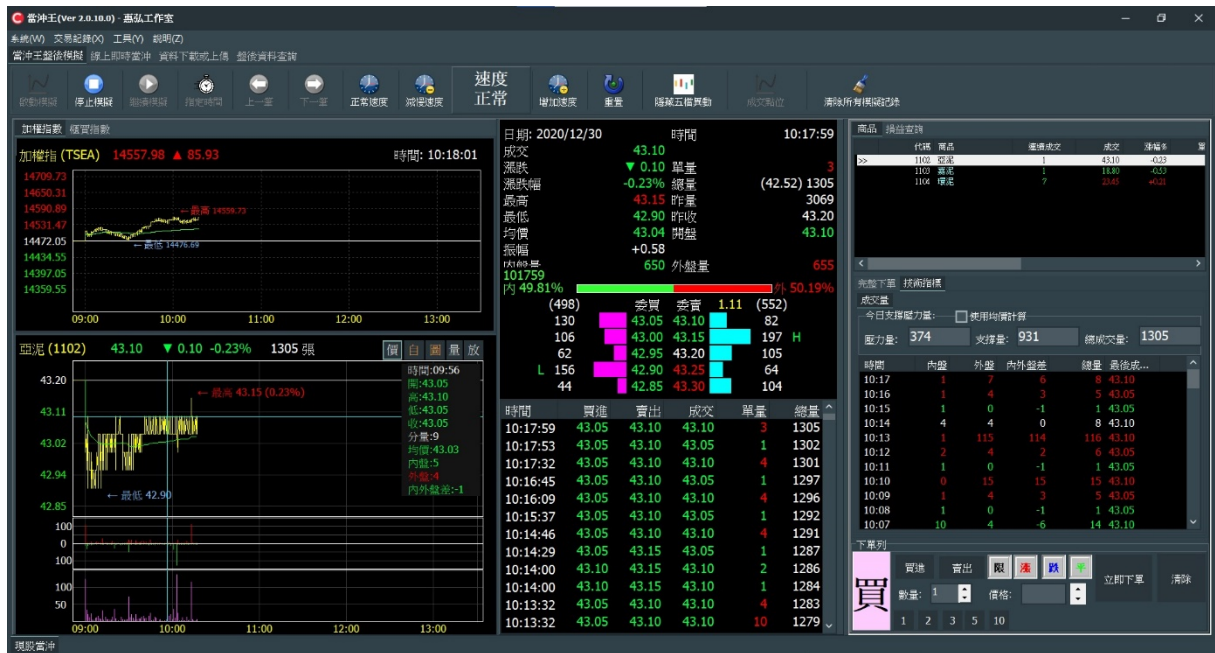 當沖王(Ver 2.0.10.0) - 惠弘工作室
系統(W) 交易記錄(X) 工具(Y) 說明(Z)
當沖王盤後模擬 線上即時當沖 資料下載或上傳 盤後資料查詢
啟動模擬 停止模擬 繼續模擬 指定時間 上一筆 下一筆 正常速度 減慢速度 速度正常 增加速度 重置 隱藏五檔異動 成交點位 清除所有模擬記錄
加權指數 櫃買指數
加權指 (TSEA) 14557.98 ▲ 85.93 時間: 10:18:01
14709.73
14650.31
14590.89
14531.47
14472.05
14434.55
14397.05
14359.55
←最高 14559.73
←最低 14476.69
09:00 10:00 11:00 12:00 13:00
亞泥 (1102) 43.10 ▼ 0.10 -0.23% 1305 張 價 自 圖 量 放
43.20
43.11
43.02
42.94
42.85
← 最高 43.15 (0.23%)
← 最低 42.90
時間:09:56
開:43.05
高:43.10
低:43.05
收:43.05
分量:9
均價:43.03
內盤:5
外盤:4
內外盤差:-1
100
0
100
100
50
09:00 10:00 11:00 12:00 13:00
日期: 2020/12/30 時間 10:17:59
成交 43.10
漲跌 ▼ 0.10 單量 3
漲跌幅 -0.23% 總量 (42.52) 1305
最高 43.15 昨量 3069
最低 42.90 昨收 43.20
均價 43.04 開盤 43.10
振幅 +0.58
內盤量 650 外盤量 655
101759
內 49.81% 外 50.19%
(498) 委買 委賣 1.11 (552)
130 43.05 43.10 82
106 43.00 43.15 197 H
62 42.95 43.20 105
L 156 42.90 43.25 64
44 42.85 43.30 104
時間 買進 賣出 成交 單量 總量
10:17:59 43.05 43.10 43.10 3 1305
10:17:53 43.05 43.10 43.05 1 1302
10:17:32 43.05 43.10 43.10 4 1301
10:16:45 43.05 43.10 43.05 1 1297
10:16:09 43.05 43.10 43.10 4 1296
10:15:37 43.05 43.10 43.05 1 1292
10:14:46 43.05 43.10 43.10 4 1291
10:14:29 43.05 43.15 43.05 1 1287
10:14:00 43.10 43.15 43.10 2 1286
10:14:00 43.10 43.15 43.10 1 1284
10:13:32 43.05 43.10 43.10 4 1283
10:13:32 43.05 43.10 43.10 10 1279
商品 損益查詢
代碼 商品 連續成交 成交 漲幅% 單
>> 1102 亞泥 1 43.10 -0.23
1103 嘉泥 1 18.80 -0.53
1104 環泥 7 23.45 +0.21
完整下單 技術指標
成交量
今日支撐壓力量: 使用均價計算
壓力量: 374 支撐量: 931 總成交量: 1305
時間 內盤 外盤 內外盤差 總量 最後成...
10:17 1 7 6 8 43.10
10:16 1 4 3 5 43.05
10:15 1 0 -1 1 43.05
10:14 4 4 0 8 43.10
10:13 1 115 114 116 43.10
10:12 2 4 2 6 43.05
10:11 1 0 -1 1 43.05
10:10 0 15 15 15 43.10
10:09 1 4 3 5 43.05
10:08 1 0 -1 1 43.05
10:07 10 4 -6 14 43.10
下單列
買 買進 賣出 限 漲 跌 平 立即下單 清除
數量: 1 價格:
1 2 3 5 10
現股當沖